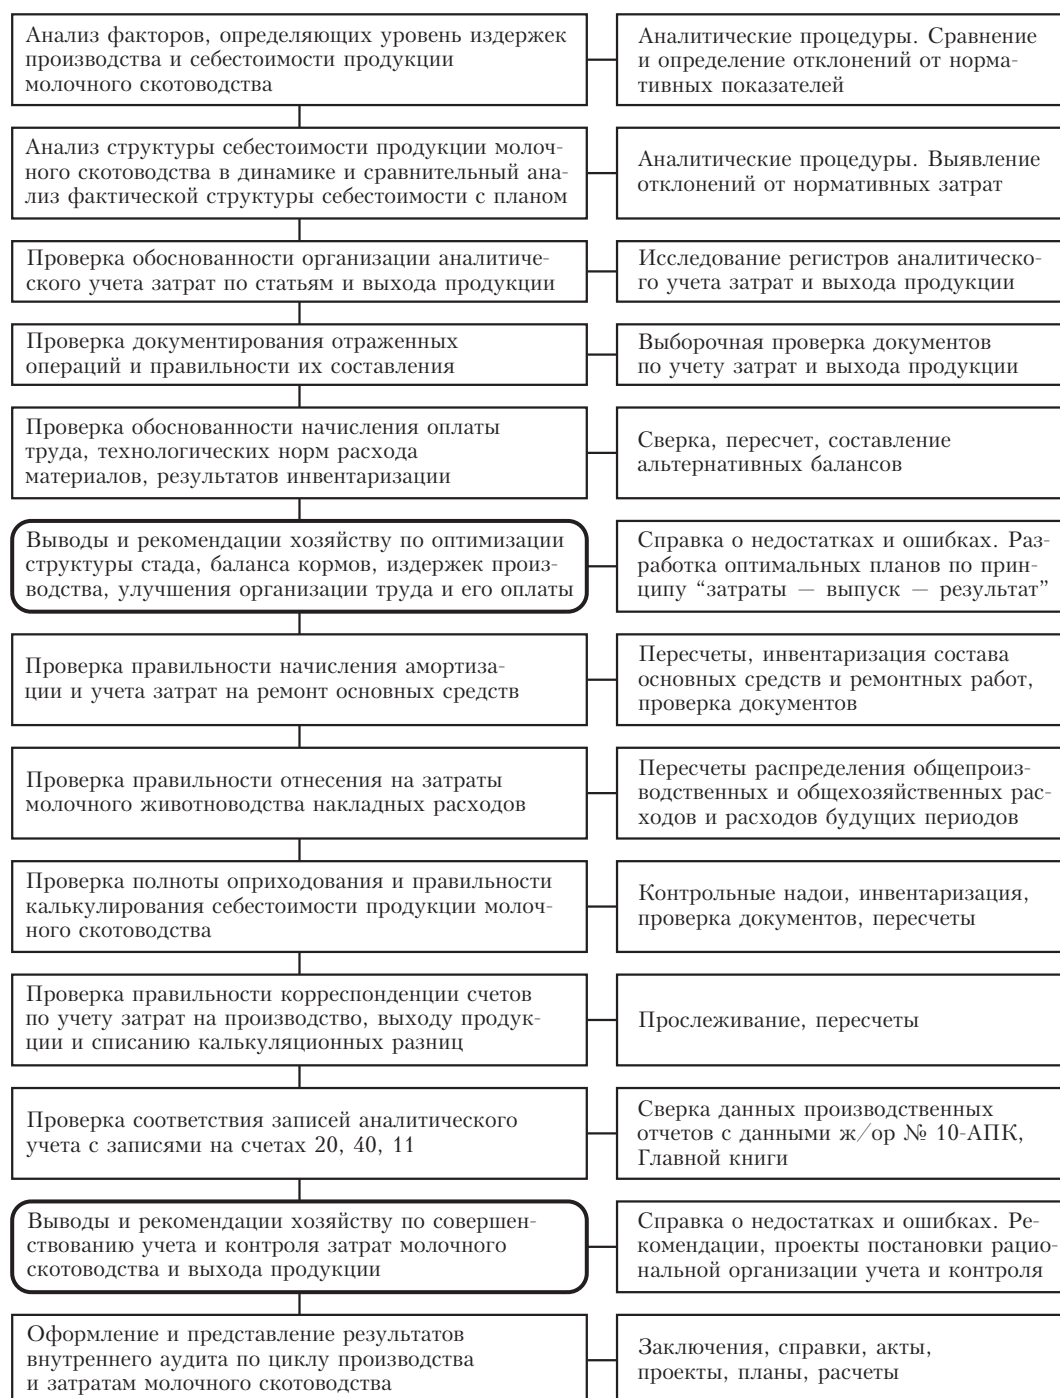 Анализ факторов, определяющих уровень издержек
производства и себестоимости продукции
молочного скотоводства
Аналитические процедуры. Сравнение
и определение отклонений от норма-
тивных показателей
Анализ структуры себестоимости продукции молоч-
ного скотоводства в динамике и сравнительный ана-
лиз фактической структуры себестоимости с планом
Аналитические процедуры. Выявление
отклонений от нормативных затрат
Проверка обоснованности организации аналитиче-
ского учета затрат по статьям и выхода продукции
Исследование регистров аналитическо-
го учета затрат и выхода продукции
Проверка документирования отраженных
операций и правильности их составления
Выборочная проверка документов
по учету затрат и выхода продукции
Проверка обоснованности начисления оплаты
труда, технологических норм расхода
материалов, результатов инвентаризации
Сверка, пересчет, составление
альтернативных балансов
Выводы и рекомендации хозяйству по оптимизации
структуры стада, баланса кормов, издержек произ-
водства, улучшения организации труда и его оплаты
Справка о недостатках и ошибках. Раз-
работка оптимальных планов по прин-
ципу “затраты — выпуск — результат”
Проверка правильности начисления амортиза-
ции и учета затрат на ремонт основных средств
Пересчеты, инвентаризация состава
основных средств и ремонтных работ,
проверка документов
Проверка правильности отнесения на затраты
молочного животноводства накладных расходов
Пересчеты распределения общепроиз-
водственных и общехозяйственных рас-
ходов и расходов будущих периодов
Проверка полноты оприходования и правильности
калькулирования себестоимости продукции молоч-
ного скотоводства
Контрольные надои, инвентаризация,
проверка документов, пересчеты
Проверка правильности корреспонденции счетов
по учету затрат на производство, выходу продук-
ции и списанию калькуляционных разниц
Прослеживание, пересчеты
Проверка соответствия записей аналитического
учета с записями на счетах 20, 40, 11
Сверка данных производственных
отчетов с данными ж/ор № 10-АПК,
Главной книги
Выводы и рекомендации хозяйству по совершен-
ствованию учета и контроля затрат молочного
скотоводства и выхода продукции
Справка о недостатках и ошибках. Ре-
комендации, проекты постановки рацио-
нальной организации учета и контроля
Оформление и представление результатов
внутреннего аудита по циклу производства
и затратам молочного скотоводства
Заключения, справки, акты,
проекты, планы, расчеты